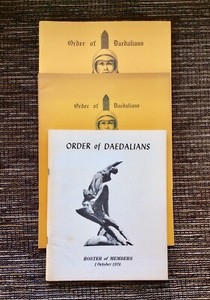 Order of Daedalians
Order of Daedalians
ORDER of DAEDALIANS
ROSTER of MEMBERS
1 October 1976